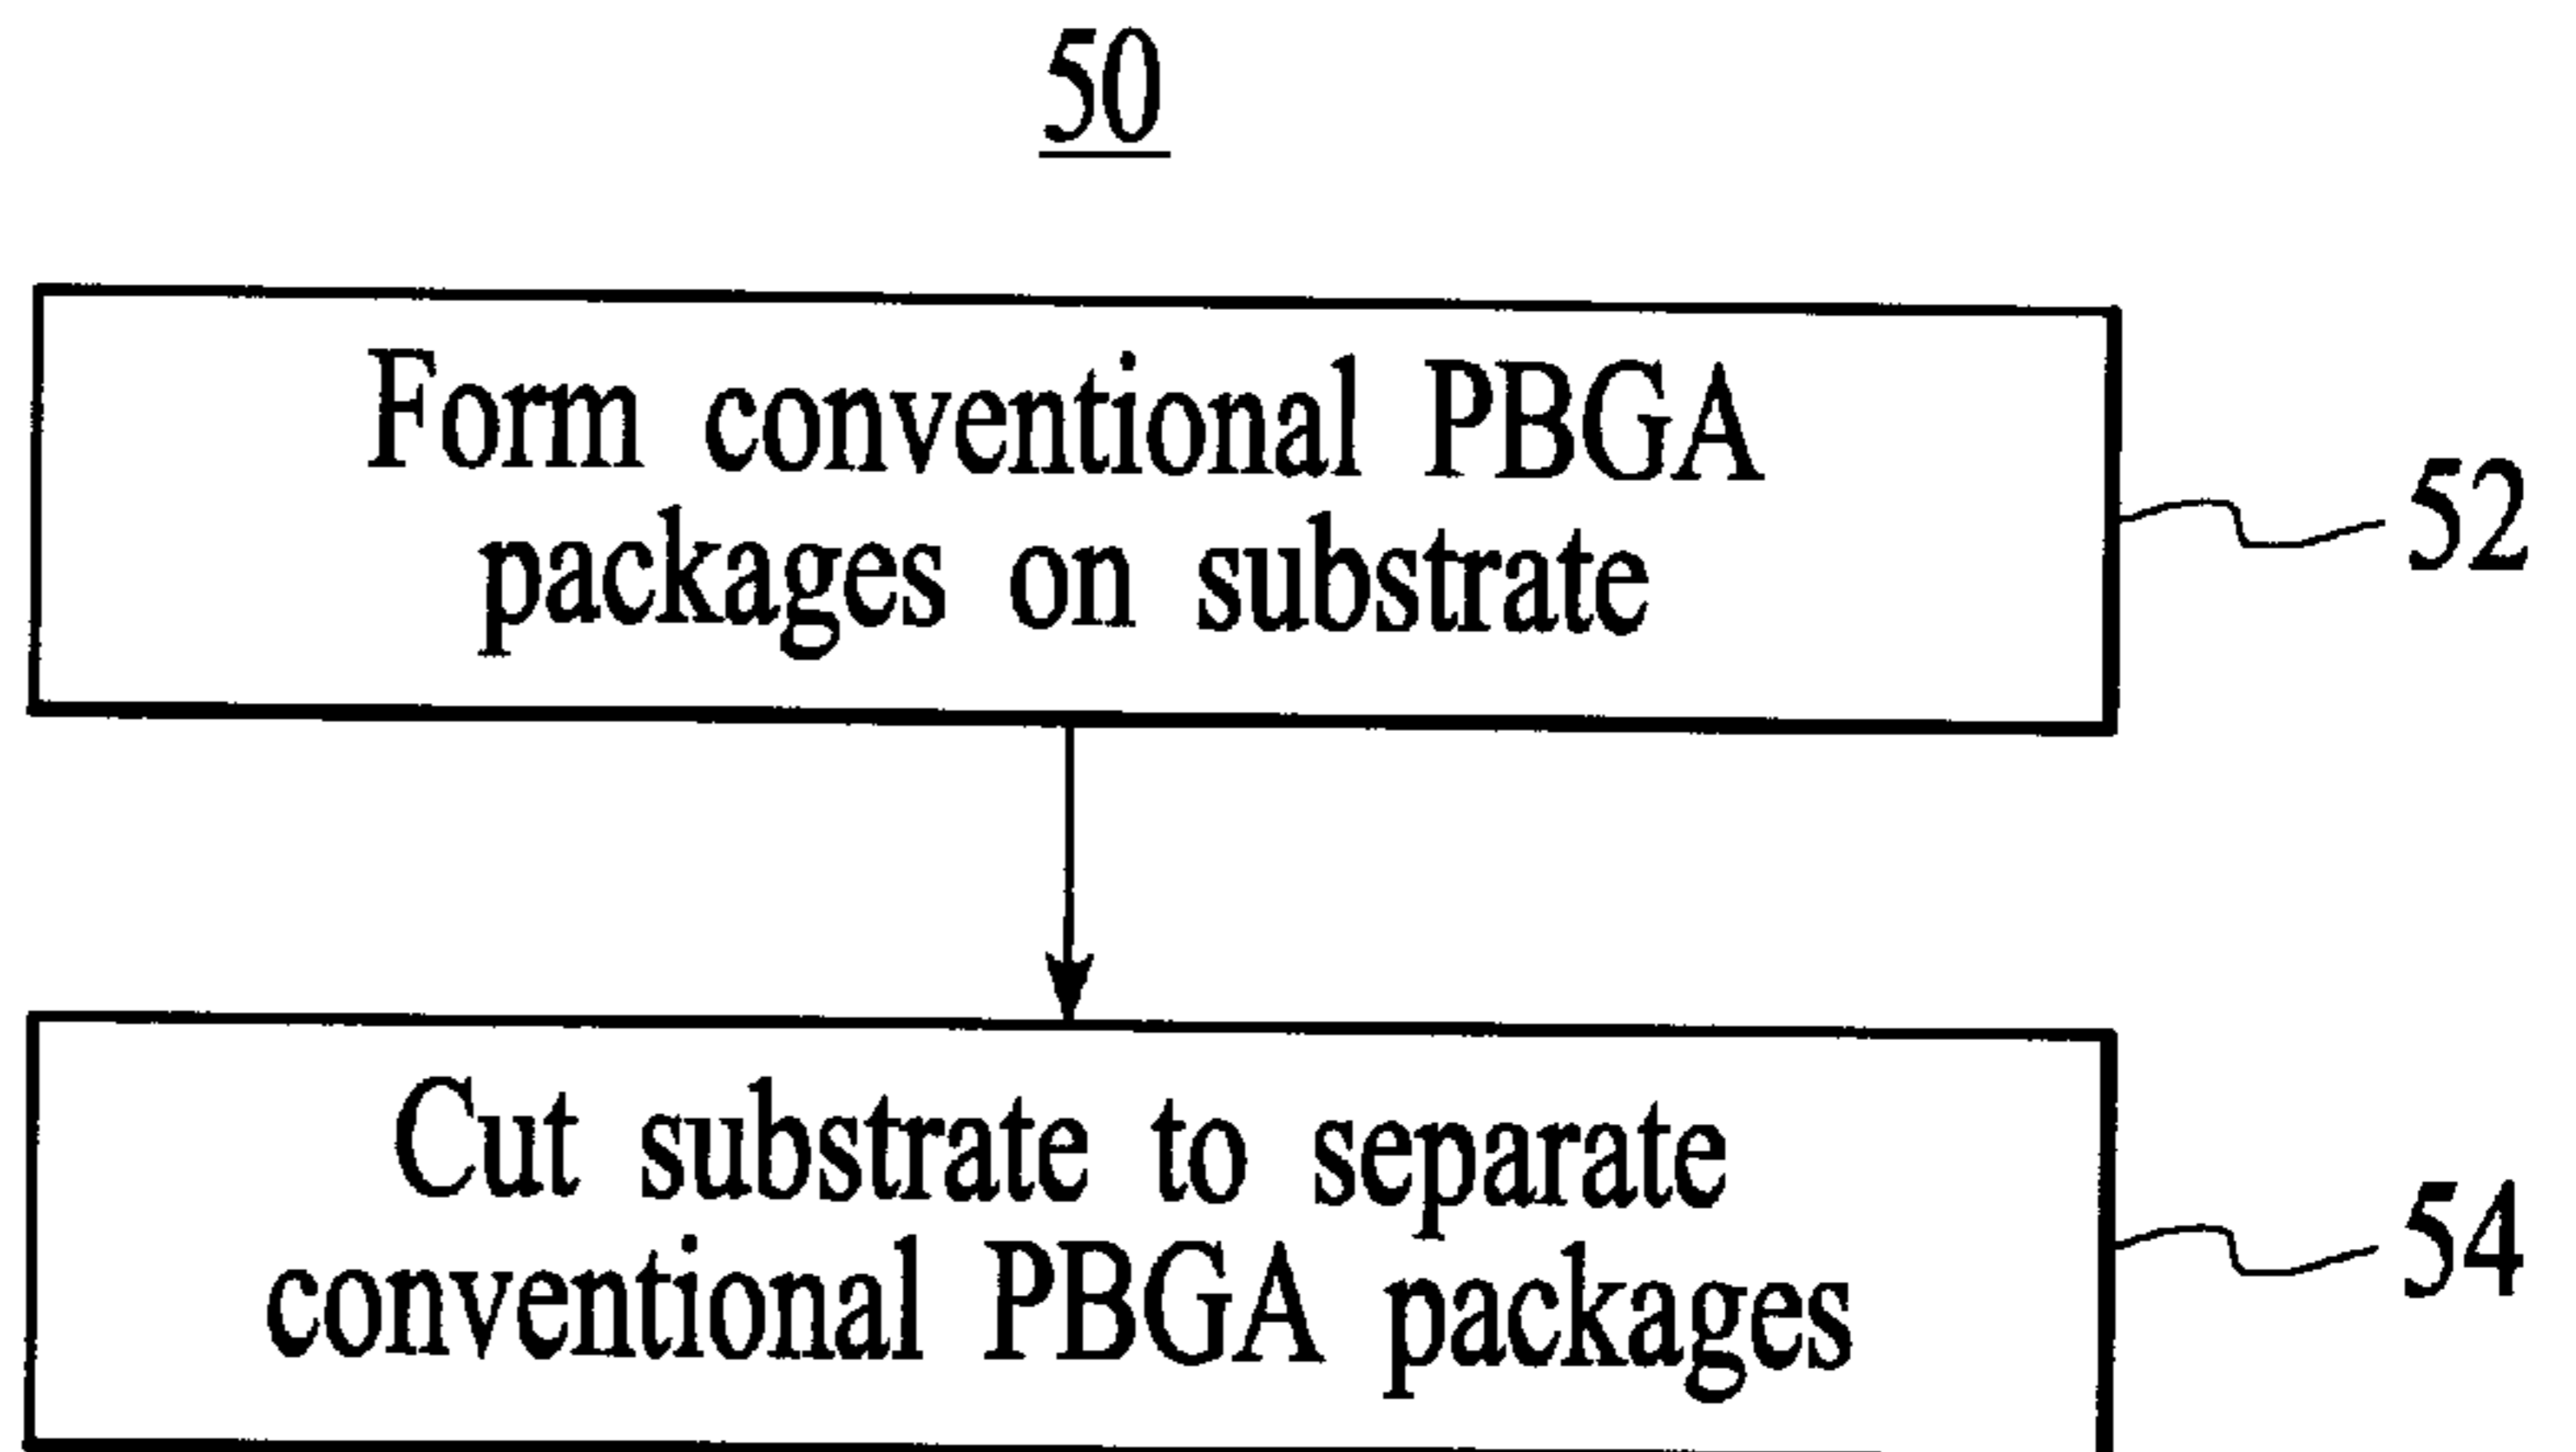 50
Form conventional PBGA
packages on substrate
52
Cut substrate to separate
conventional PBGA packages
54